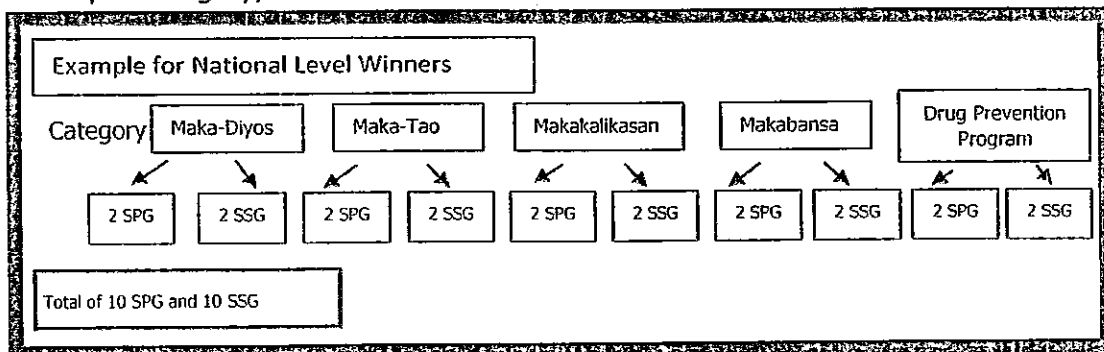 Example for National Level Winners
Category Maka-Diyos Maka-Tao Makakalikasan Makabansa Drug Prevention
Program
2 SPG 2 SSG 2 SPG 2 SSG 2 SPG 2 SSG 2 SPG 2 SSG 2 SPG 2 SSG
Total of 10 SPG and 10 SSG